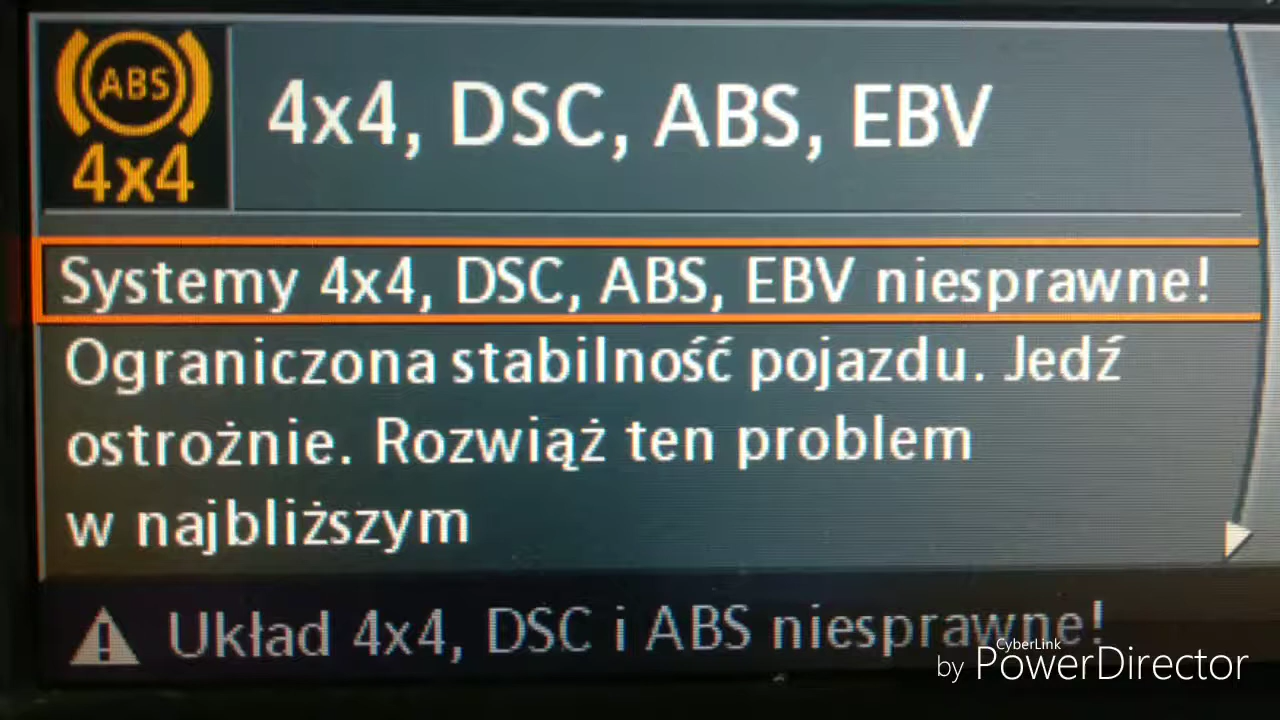 ABS
4x4
4x4, DSC, ABS, EBV
Systemy 4x4, DSC, ABS, EBV niesprawne!
Ograniczona stabilność pojazdu. Jedź
ostrożnie. Rozwiąż ten problem
w najbliższym
Układ 4x4, DSC i ABS niesprawne!
CyberLink
by PowerDirector